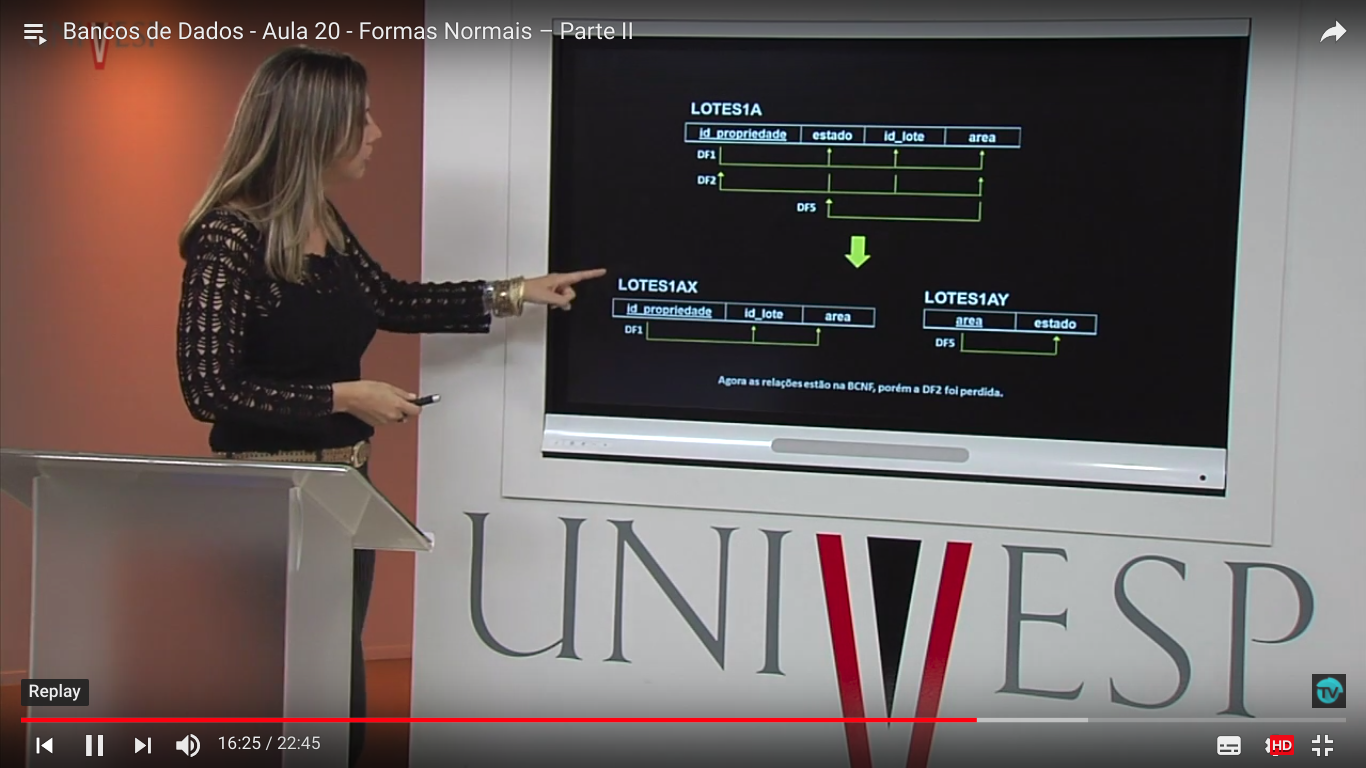 Bancos de Dados - Aula 20 - Formas Normais – Parte II
LOTES1A
id_propriedade estado id_lote area
DF1
DF2
DF5
LOTES1AX
id_propriedade id_lote area
DF1
LOTES1AY
area estado
DF5
Agora as relações estão na BCNF, porém a DF2 foi perdida.
UNIVESP
Replay
TV
16:25 / 22:45
HD